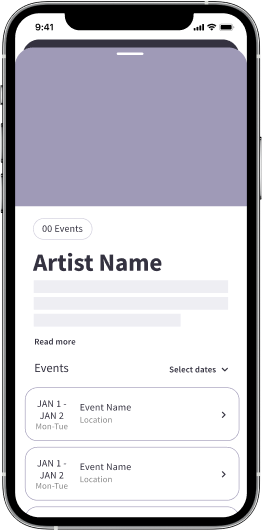 9:41
00 Events
Artist Name
Read more
Events
Select dates
JAN 1 -
JAN 2
Mon-Tue
Event Name
Location
JAN 1 -
JAN 2
Mon-Tue
Event Name
Location